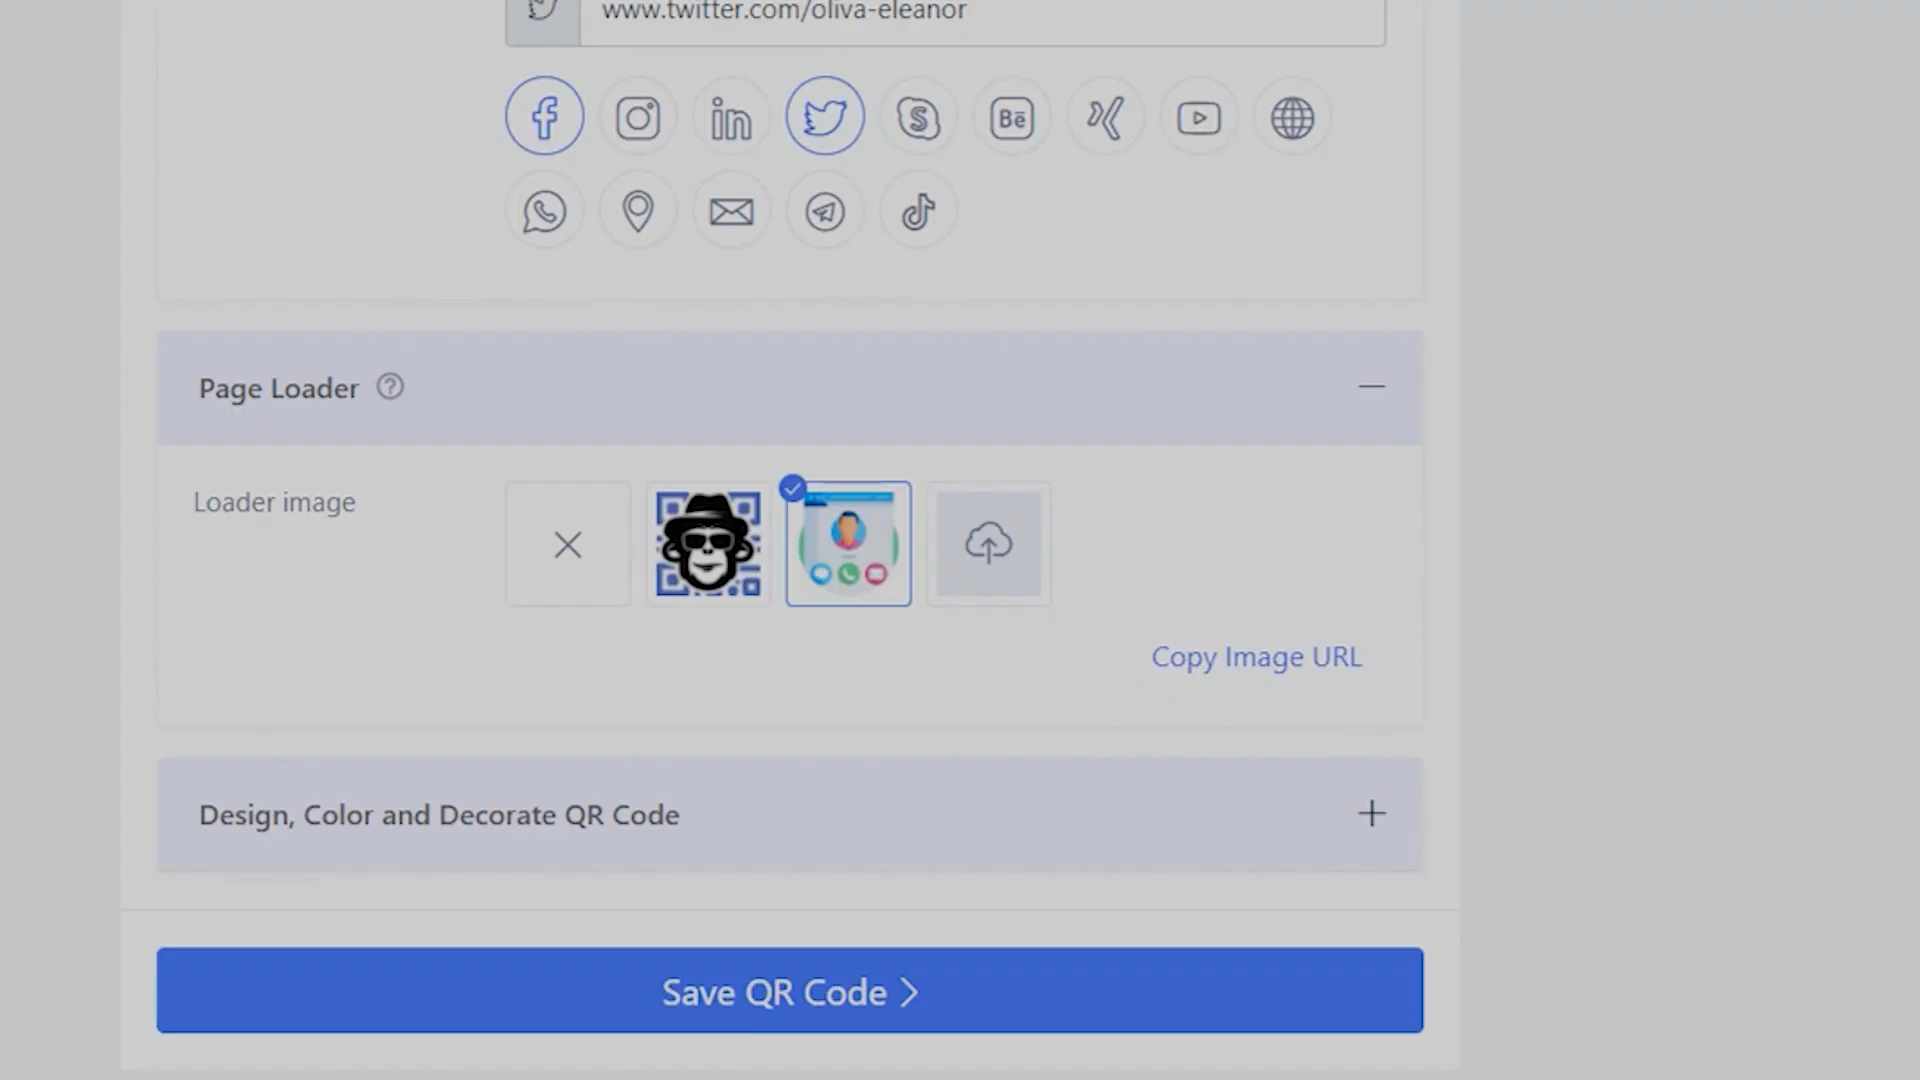 www.twitter.com/oliva-eleanor
Bē
Page Loader ?
Loader image
Copy Image URL
Design, Color and Decorate QR Code
Save QR Code